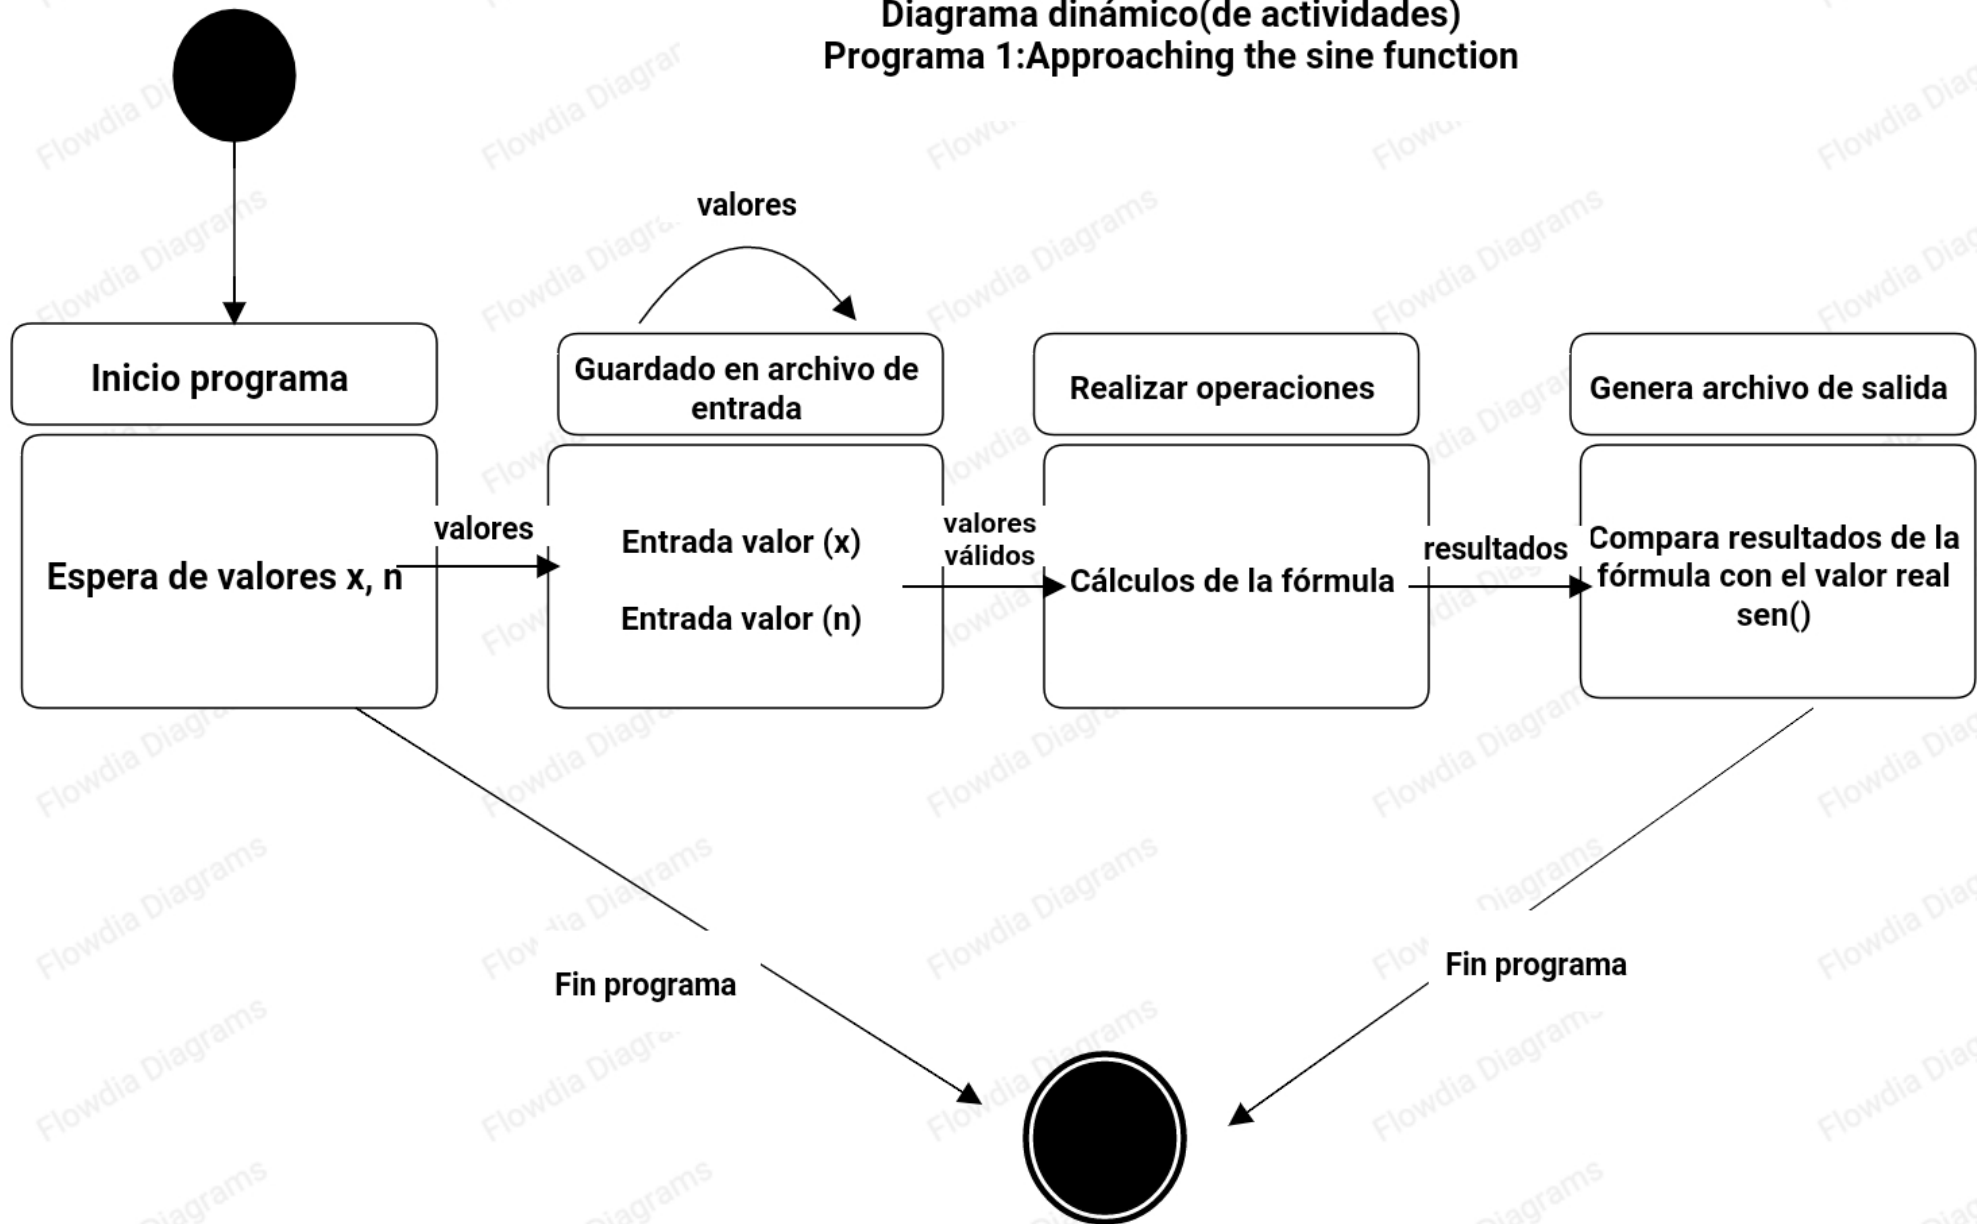 Diagrama dinámico(de actividades)
Programa 1:Approaching the sine function
valores
Inicio programa
Guardado en archivo de
entrada
Realizar operaciones
Genera archivo de salida
Espera de valores x, n
valores
Entrada valor (x)
Entrada valor (n)
valores
válidos
Cálculos de la fórmula
resultados
Compara resultados de la
fórmula con el valor real
sen()
Fin programa
Fin programa
Flowdia Diagrams